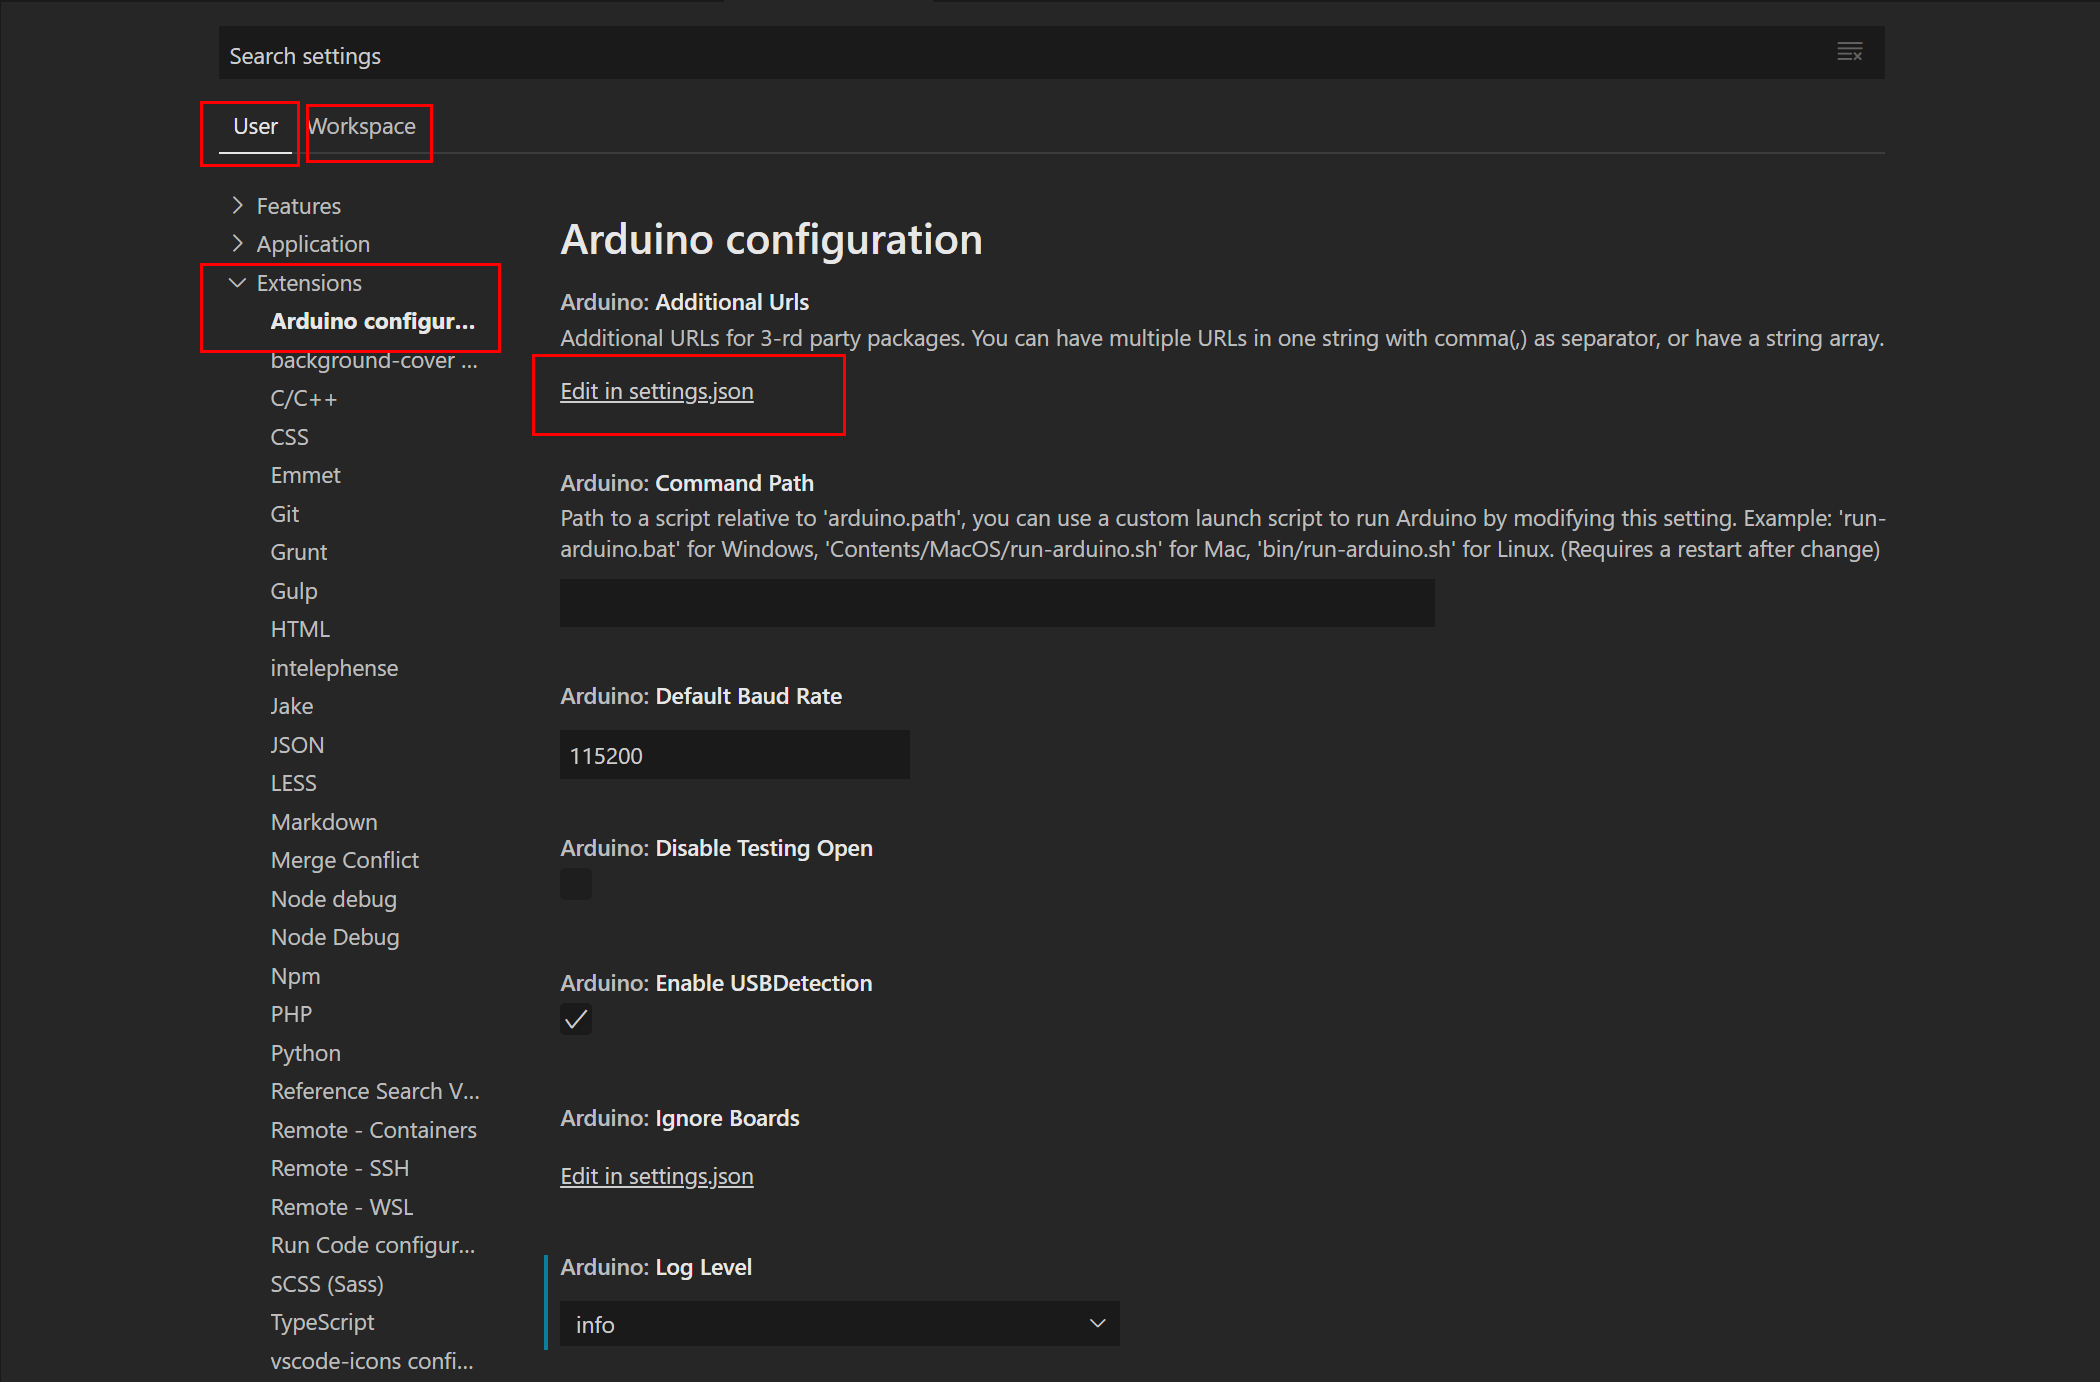 Search settings
User
Workspace
Features
Application
Extensions
Arduino configur...
background-cover ...
C/C++
CSS
Emmet
Git
Grunt
Gulp
HTML
intelephense
Jake
JSON
LESS
Markdown
Merge Conflict
Node debug
Node Debug
Npm
PHP
Python
Reference Search V...
Remote - Containers
Remote - SSH
Remote - WSL
Run Code configur...
SCSS (Sass)
TypeScript
vscode-icons confi...
Arduino configuration
Arduino: Additional Urls
Additional URLs for 3-rd party packages. You can have multiple URLs in one string with comma(,) as separator, or have a string array.
Edit in settings.json
Arduino: Command Path
Path to a script relative to 'arduino.path', you can use a custom launch script to run Arduino by modifying this setting. Example: 'run-
arduino.bat' for Windows, 'Contents/MacOS/run-arduino.sh' for Mac, 'bin/run-arduino.sh' for Linux. (Requires a restart after change)
Arduino: Default Baud Rate
115200
Arduino: Disable Testing Open
Arduino: Enable USBDetection
Arduino: Ignore Boards
Edit in settings.json
Arduino: Log Level
info